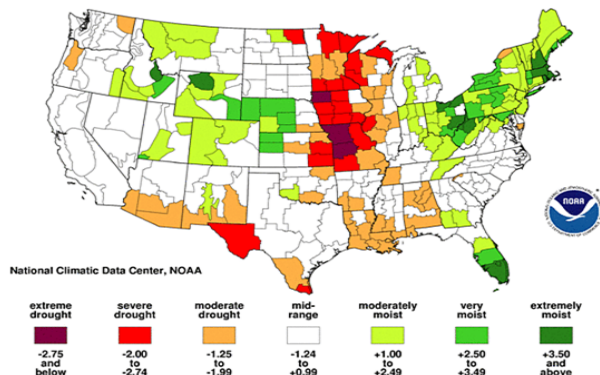 NOAA
National Climatic Data Center, NOAA
extreme drought
severe drought
moderate drought
mid-range
moderately moist
very moist
extremely moist
-2.75 and below
-2.00 to -2.74
-1.25 to -1.99
-1.24 to +0.99
+1.00 to +2.49
+2.50 to +3.49
+3.50 and above